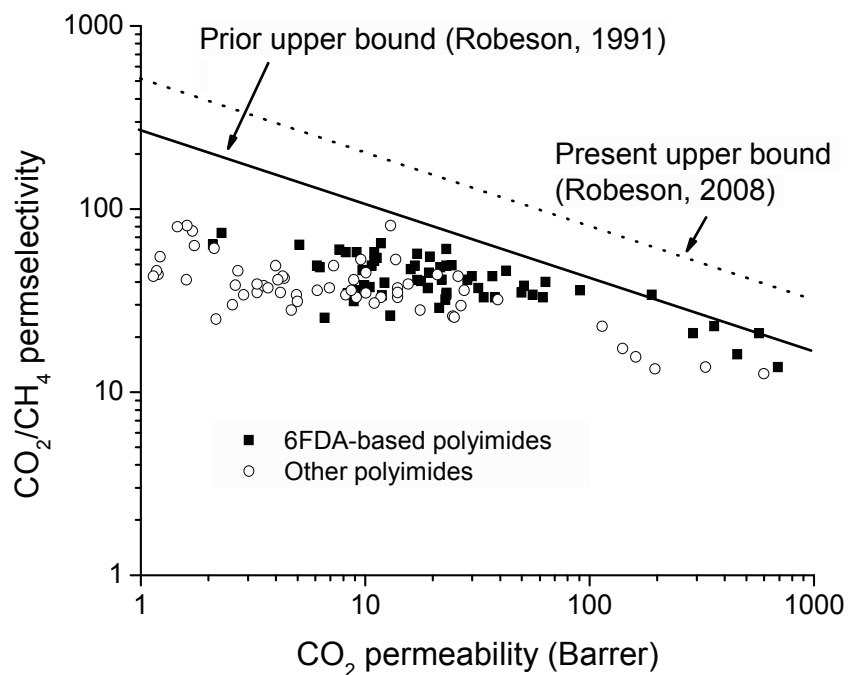 1000
Prior upper bound (Robeson, 1991)
Present upper bound
(Robeson, 2008)
100
10
1
CO₂/CH₄ permselectivity
6FDA-based polyimides
Other polyimides
1 10 100 1000
CO₂ permeability (Barrer)